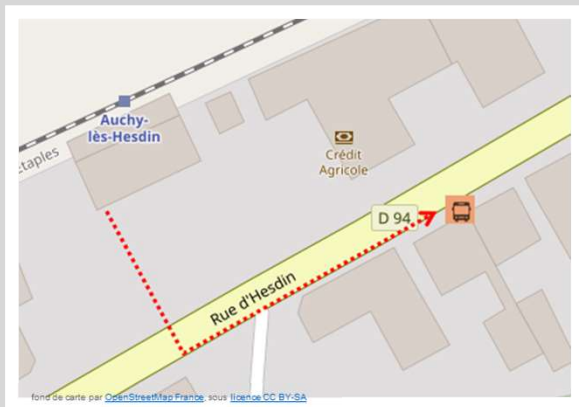 Auchy-
lès-Hesdin
Etaples
Crédit
Agricole
D 94
Rue d'Hesdin
fond de carte par OpenStreetMap France, sous licence CC BY-SA